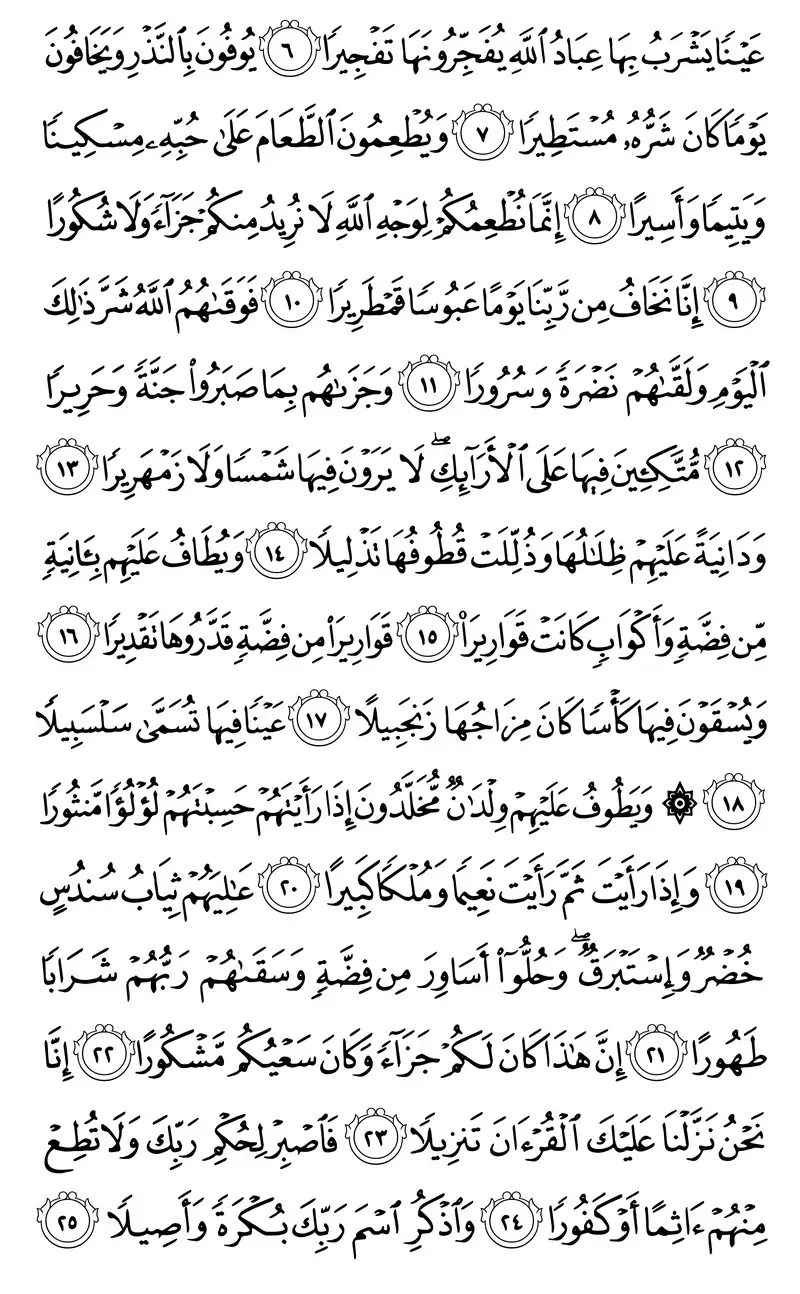 عَيْنًا يَشْرَبُ بِهَا عِبَادُ ٱللَّهِ يُفَجِّرُونَهَا تَفْجِيرًا ٦ يُوفُونَ بِٱلنَّذْرِ وَيَخَافُونَ
يَوْمًا كَانَ شَرُّهُۥ مُسْتَطِيرًا ٧ وَيُطْعِمُونَ ٱلطَّعَامَ عَلَىٰ حُبِّهِۦ مِسْكِينًا
وَيَتِيمًا وَأَسِيرًا ٨ إِنَّمَا نُطْعِمُكُمْ لِوَجْهِ ٱللَّهِ لَا نُرِيدُ مِنكُمْ جَزَآءً وَلَا شُكُورًا
٩ إِنَّا نَخَافُ مِن رَّبِّنَا يَوْمًا عَبُوسًا قَمْطَرِيرًا ١٠ فَوَقَىٰهُمُ ٱللَّهُ شَرَّ ذَٰلِكَ
ٱلْيَوْمِ وَلَقَّىٰهُمْ نَضْرَةً وَسُرُورًا ١١ وَجَزَىٰهُم بِمَا صَبَرُوا۟ جَنَّةً وَحَرِيرًا
١٢ مُّتَّكِـِٔينَ فِيهَا عَلَى ٱلْأَرَآئِكِ ۖ لَا يَرَوْنَ فِيهَا شَمْسًا وَلَا زَمْهَرِيرًا ١٣
وَدَانِيَةً عَلَيْهِمْ ظِلَٰلُهَا وَذُلِّلَتْ قُطُوفُهَا تَذْلِيلًا ١٤ وَيُطَافُ عَلَيْهِم بِـَٔانِيَةٍ
مِّن فِضَّةٍ وَأَكْوَابٍ كَانَتْ قَوَارِيرَا۠ ١٥ قَوَارِيرَا۟ مِن فِضَّةٍ قَدَّرُوهَا تَقْدِيرًا ١٦
وَيُسْقَوْنَ فِيهَا كَأْسًا كَانَ مِزَاجُهَا زَنجَبِيلًا ١٧ عَيْنًا فِيهَا تُسَمَّىٰ سَلْسَبِيلًا
١٨ ۞ وَيَطُوفُ عَلَيْهِمْ وِلْدَٰنٌ مُّخَلَّدُونَ إِذَا رَأَيْتَهُمْ حَسِبْتَهُمْ لُؤْلُؤًا مَّنثُورًا
١٩ وَإِذَا رَأَيْتَ ثَمَّ رَأَيْتَ نَعِيمًا وَمُلْكًا كَبِيرًا ٢٠ عَٰلِيَهُمْ ثِيَابُ سُندُسٍ
خُضْرٌ وَإِسْتَبْرَقٌ ۖ وَحُلُّوٓا۟ أَسَاوِرَ مِن فِضَّةٍ وَسَقَىٰهُمْ رَبُّهُمْ شَرَابًا
طَهُورًا ٢١ إِنَّ هَٰذَا كَانَ لَكُمْ جَزَآءً وَكَانَ سَعْيُكُم مَّشْكُورًا ٢٢ إِنَّا
نَحْنُ نَزَّلْنَا عَلَيْكَ ٱلْقُرْءَانَ تَنزِيلًا ٢٣ فَٱصْبِرْ لِحُكْمِ رَبِّكَ وَلَا تُطِعْ
مِنْهُمْ ءَاثِمًا أَوْ كَفُورًا ٢٤ وَٱذْكُرِ ٱسْمَ رَبِّكَ بُكْرَةً وَأَصِيلًا ٢٥